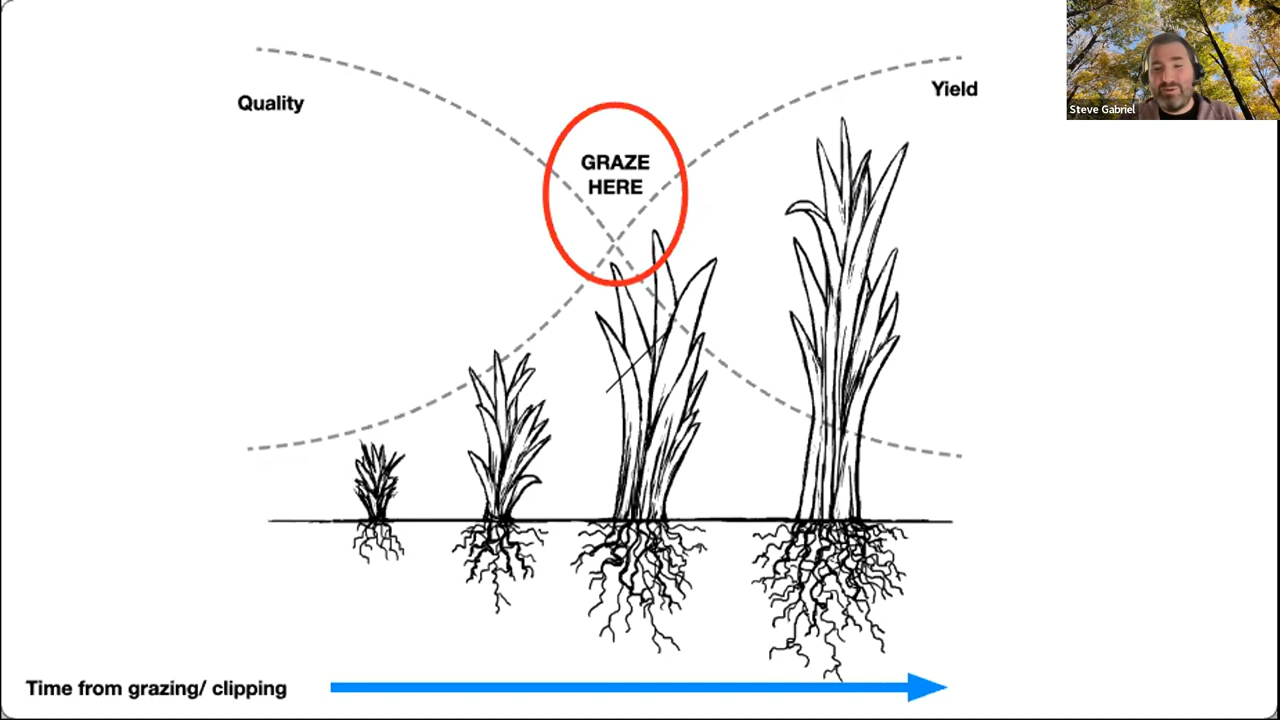 Quality
Yield
GRAZE
HERE
Time from grazing/ clipping
Steve Gabriel